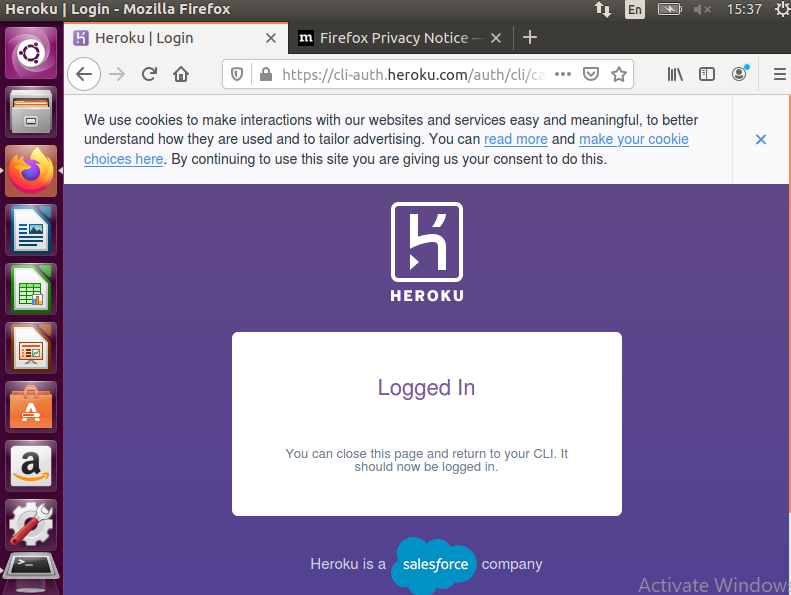 Heroku | Login - Mozilla Firefox
En
15:37
Heroku | Login
m
Firefox Privacy Notice —
https://cli-auth.heroku.com/auth/cli/ca
We use cookies to make interactions with our websites and services easy and meaningful, to better
understand how they are used and to tailor advertising. You can read more and make your cookie
choices here. By continuing to use this site you are giving us your consent to do this.
HEROKU
Logged In
You can close this page and return to your CLI. It
should now be logged in.
Heroku is a salesforce company
Activate Windows